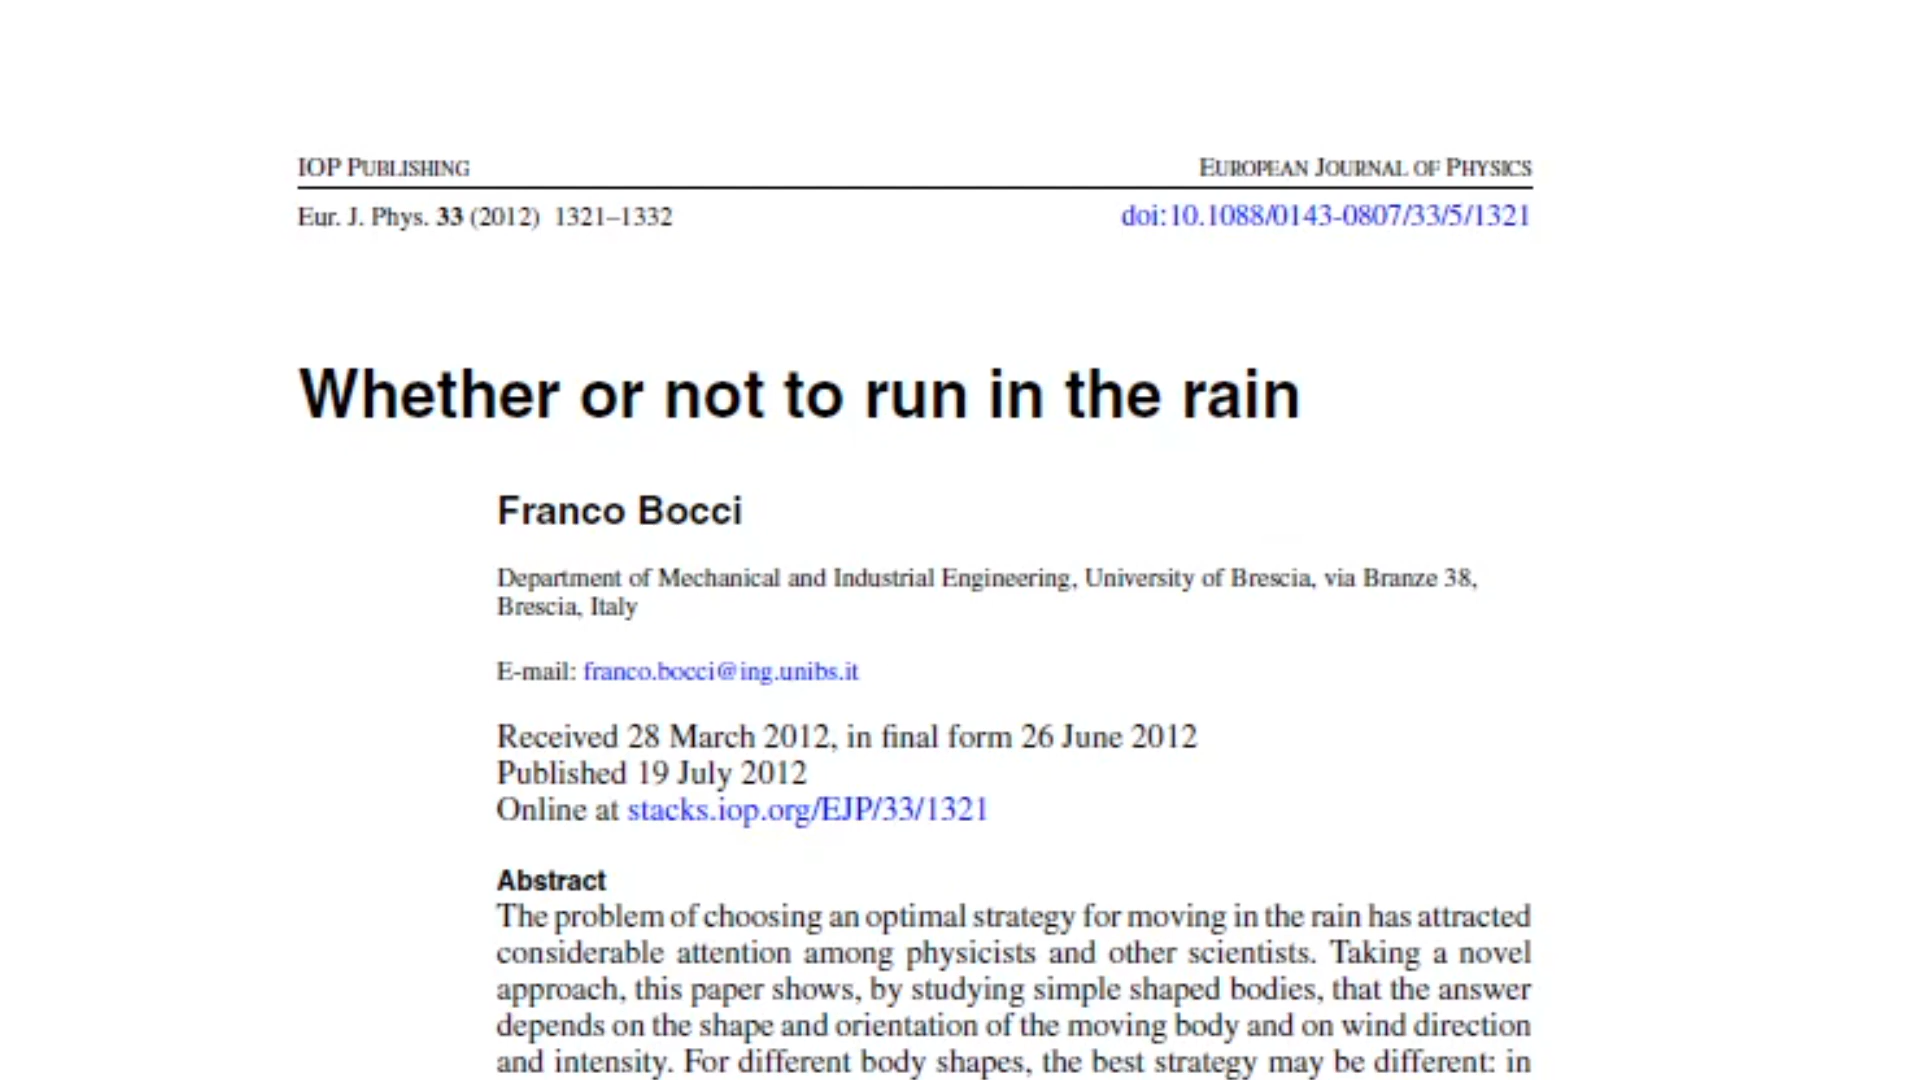 IOP PUBLISHING
EUROPEAN JOURNAL OF PHYSICS
Eur. J. Phys. 33 (2012) 1321–1332
doi:10.1088/0143-0807/33/5/1321
Whether or not to run in the rain
Franco Bocci
Department of Mechanical and Industrial Engineering, University of Brescia, via Branze 38,
Brescia, Italy
E-mail: franco.bocci@ing.unibs.it
Received 28 March 2012, in final form 26 June 2012
Published 19 July 2012
Online at stacks.iop.org/EJP/33/1321
Abstract
The problem of choosing an optimal strategy for moving in the rain has attracted
considerable attention among physicists and other scientists. Taking a novel
approach, this paper shows, by studying simple shaped bodies, that the answer
depends on the shape and orientation of the moving body and on wind direction
and intensity. For different body shapes, the best strategy may be different: in